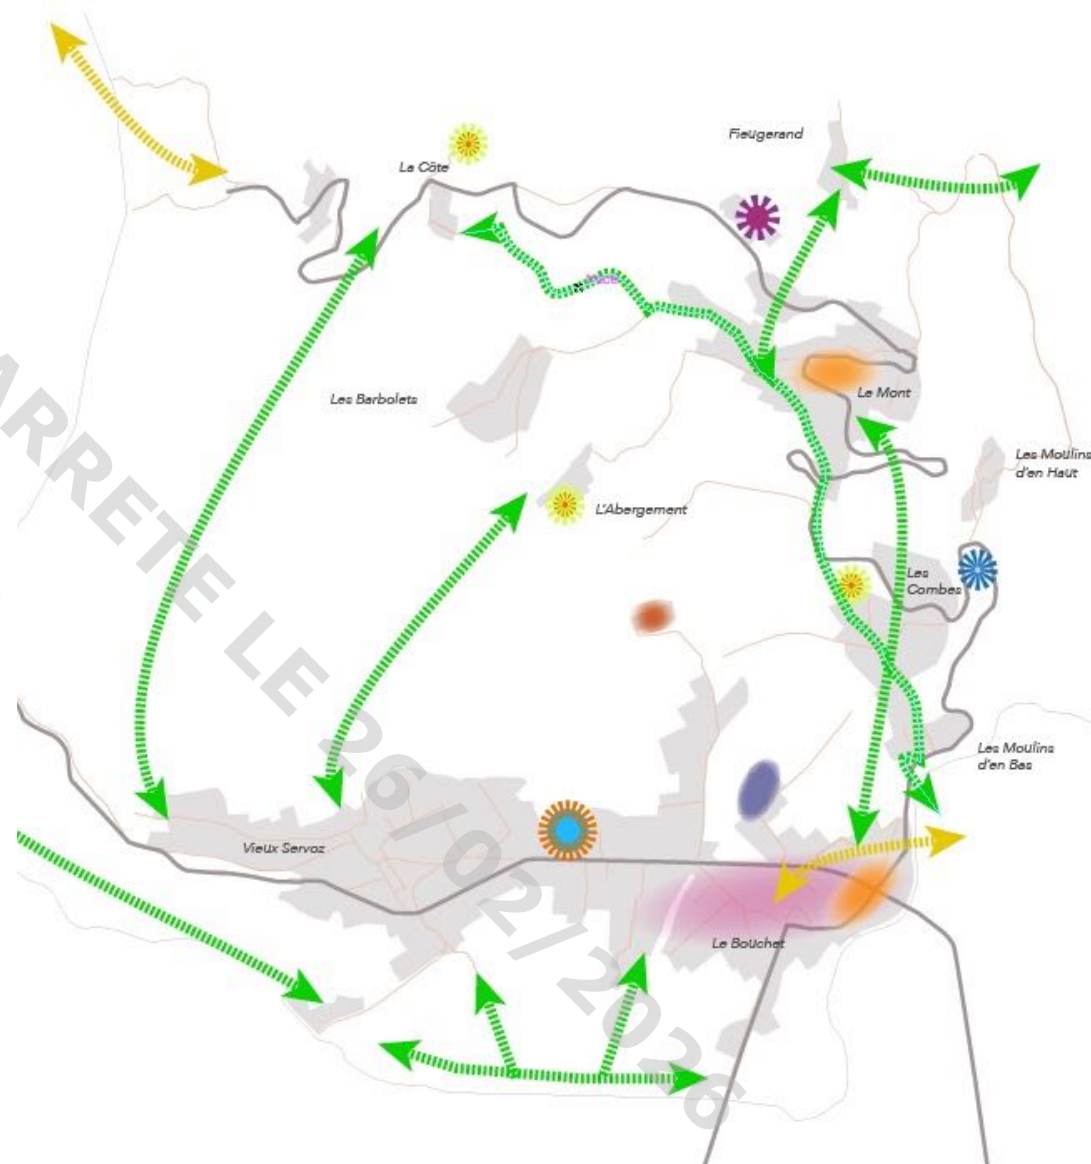 Fieugerand
La Côte
Les Barbolets
Le Mont
Les Moulins
d'en Haut
L'Abergement
Les
Combes
Les Moulins
d'en Bas
Vieux Servoz
Le Bouchet
ARRETE LE 26/02/2026